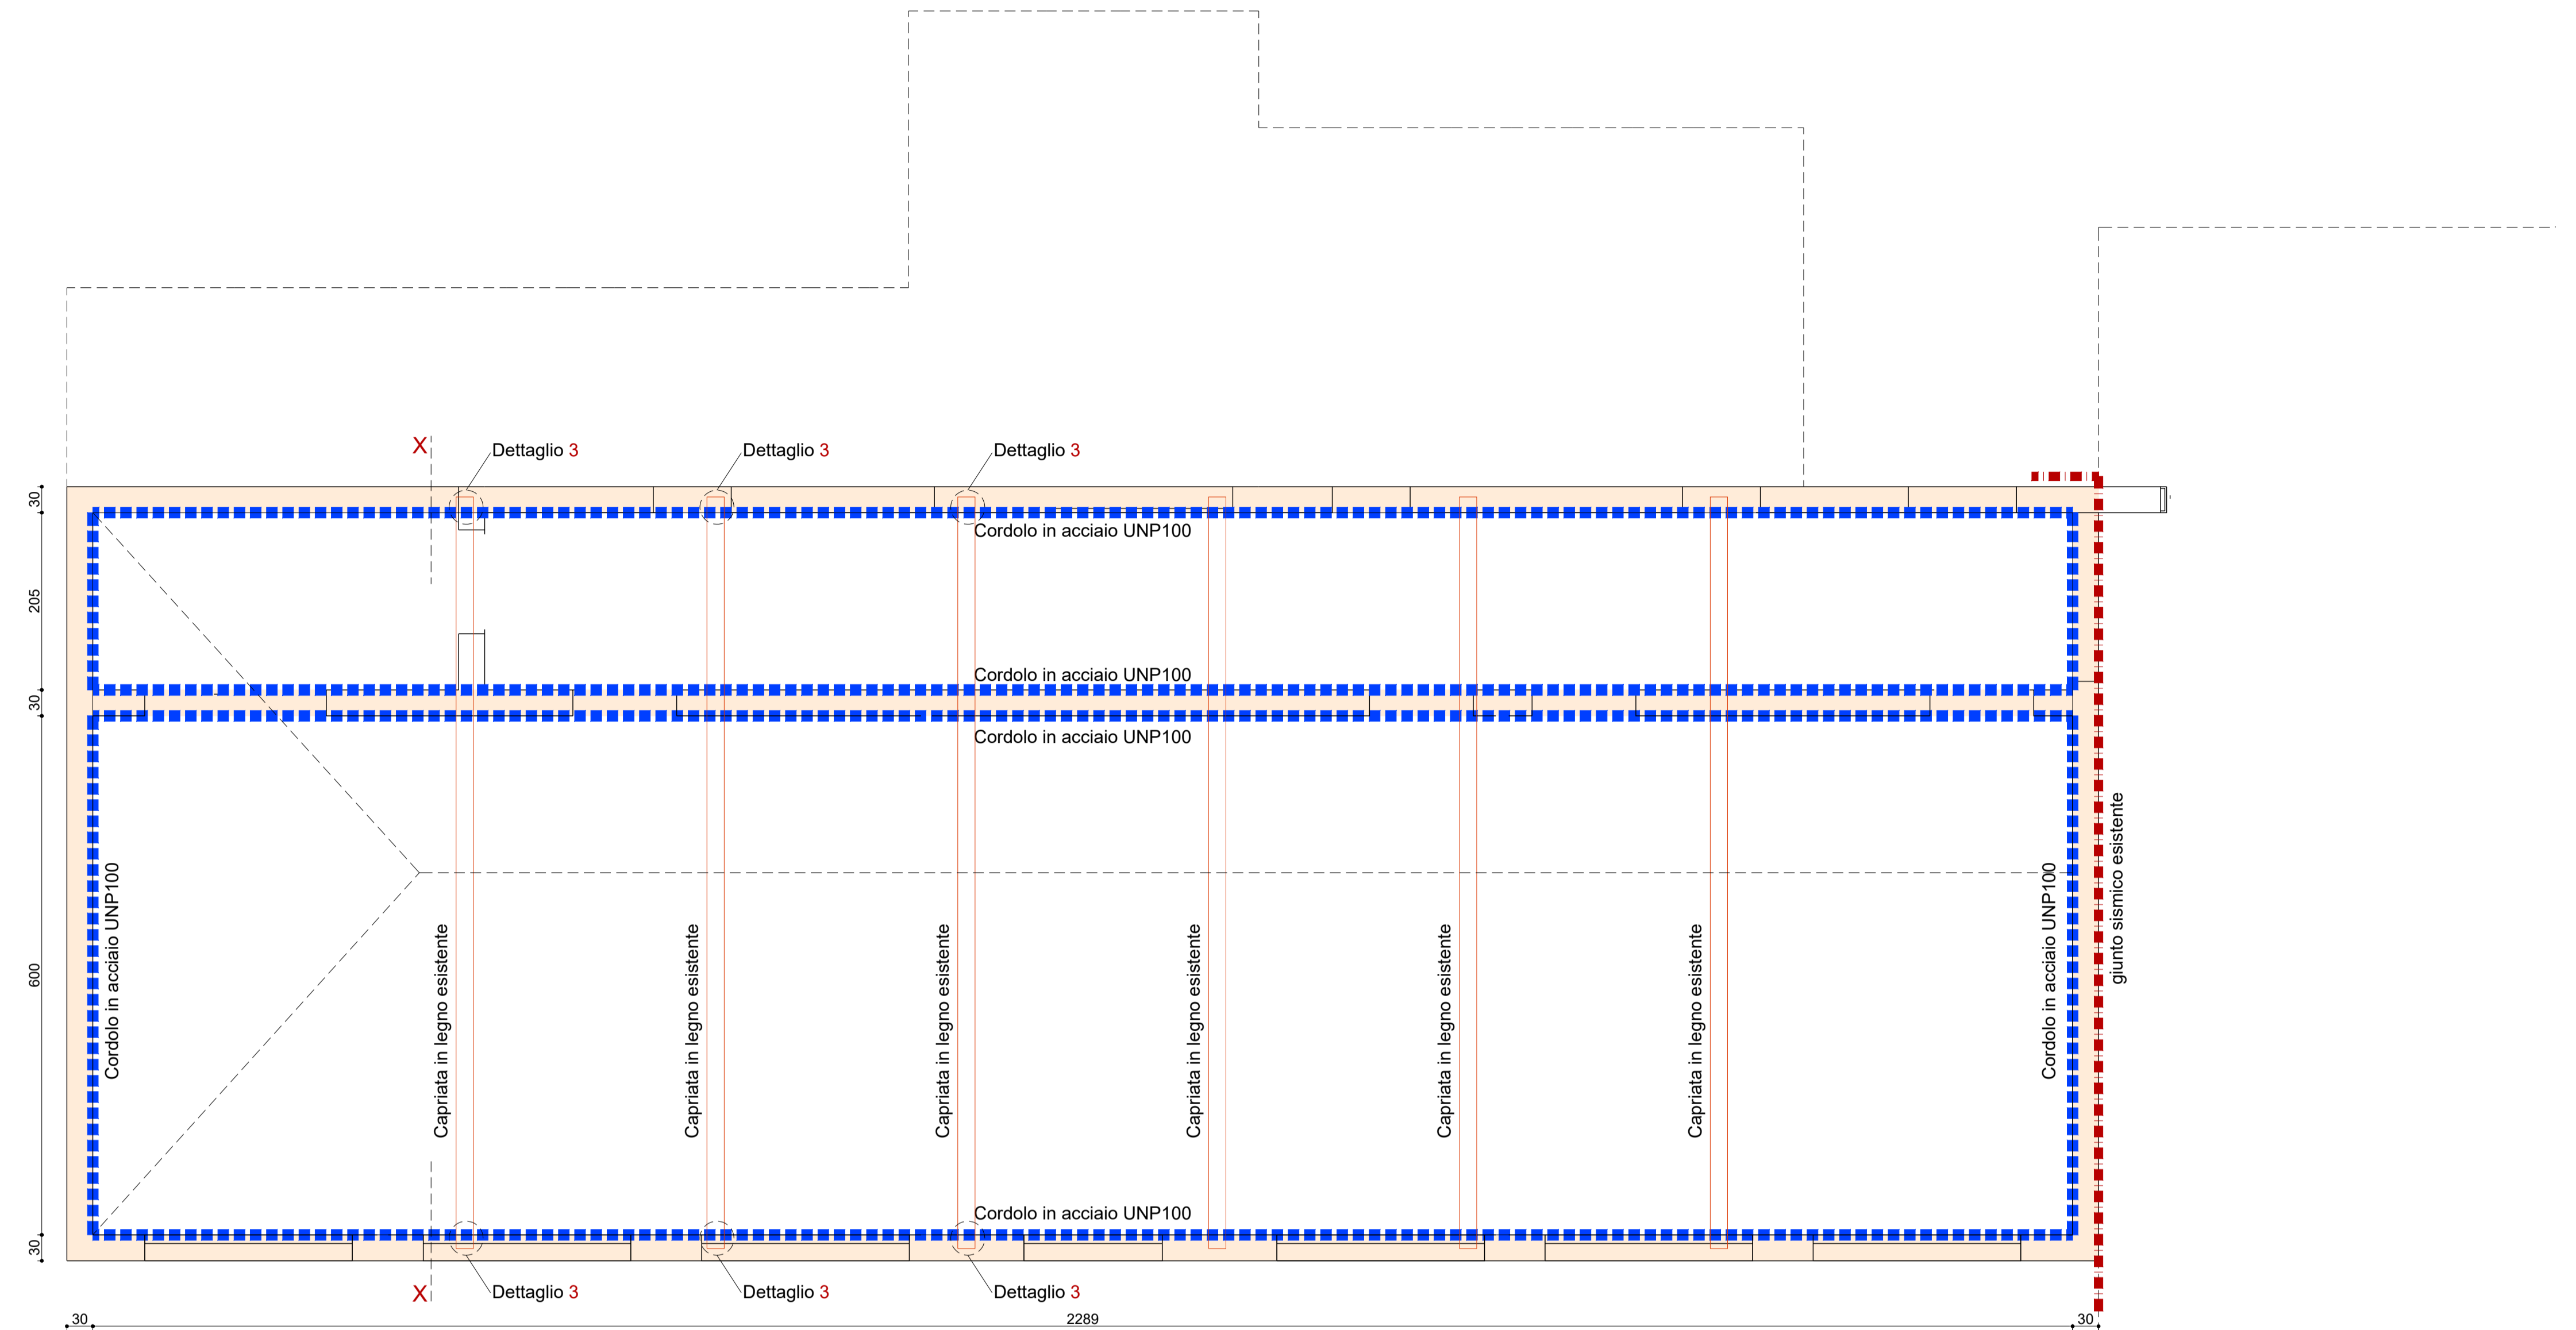 X
Dettaglio 3
Dettaglio 3
Dettaglio 3
30
Cordolo in acciaio UNP100
205
Cordolo in acciaio UNP100
30
Cordolo in acciaio UNP100
giunto sismico esistente
Cordolo in acciaio UNP100
Cordolo in acciaio UNP100
600
Capriata in legno esistente
Capriata in legno esistente
Capriata in legno esistente
Capriata in legno esistente
Capriata in legno esistente
Capriata in legno esistente
Cordolo in acciaio UNP100
30
X
Dettaglio 3
Dettaglio 3
Dettaglio 3
30
2289
30